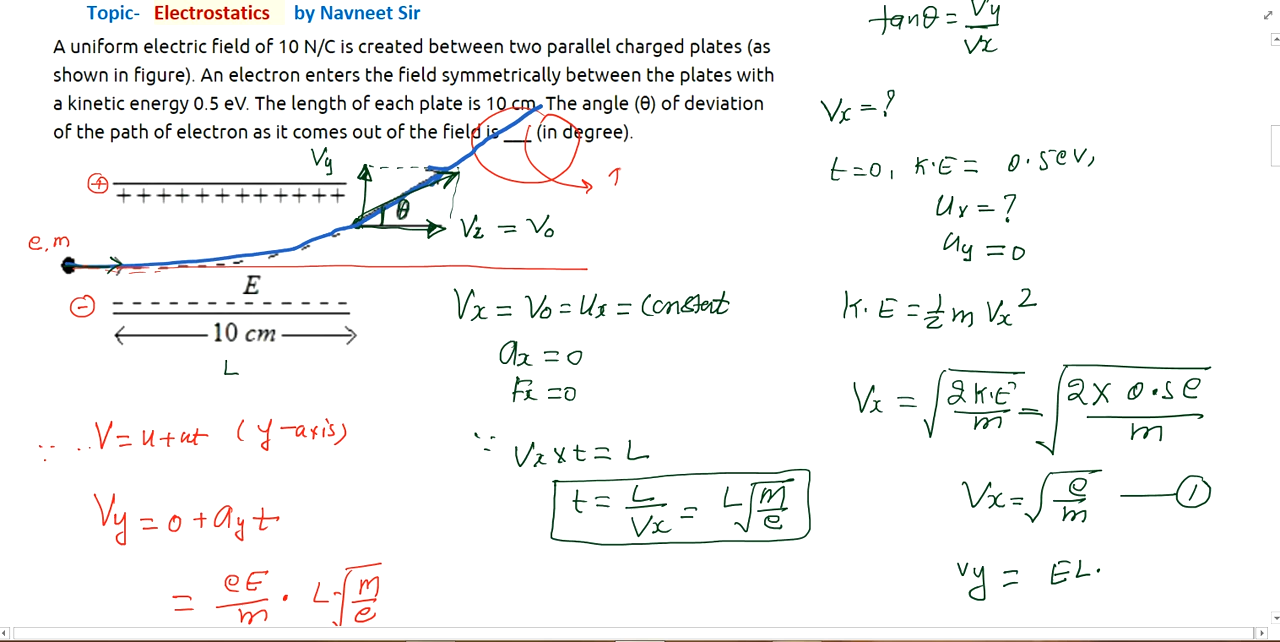 Topic- Electrostatics by Navneet Sir
A uniform electric field of 10 N/C is created between two parallel charged plates (as
shown in figure). An electron enters the field symmetrically between the plates with
a kinetic energy 0.5 eV. The length of each plate is 10 cm. The angle (θ) of deviation
of the path of electron as it comes out of the field is __ (in degree).
Vy
+ + + + + + + + + + + +
θ
Vx = V0
e, m
E
10 cm
L
tanθ = Vy/Vx
Vx = ?
t=0, K.E = 0.5eV,
Ux = ?
Uy = 0
K.E = 1/2 m Vx²
Vx = √(2K.E/m) = √(2 x 0.5e/m)
Vx = √(e/m) —— ①
Vy = EL.
Vx = V0 = Ux = Constant
ax = 0
Fx = 0
∵ Vx x t = L
t = L/Vx = L√(m/e)
∵ V = u + at (y-axis)
Vy = 0 + ay t
= eE/m . L√(m/e)